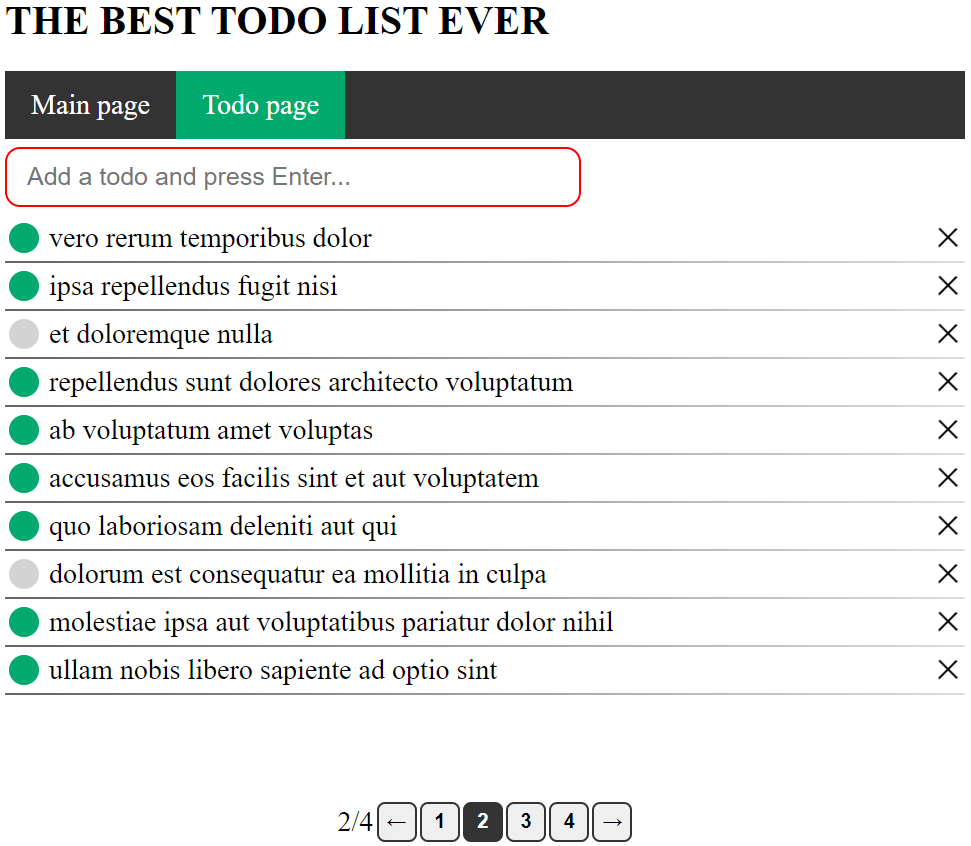 THE BEST TODO LIST EVER
Main page Todo page
Add a todo and press Enter...
vero rerum temporibus dolor
ipsa repellendus fugit nisi
et doloremque nulla
repellendus sunt dolores architecto voluptatum
ab voluptatum amet voluptas
accusamus eos facilis sint et aut voluptatem
quo laboriosam deleniti aut qui
dolorum est consequatur ea mollitia in culpa
molestiae ipsa aut voluptatibus pariatur dolor nihil
ullam nobis libero sapiente ad optio sint
2/4 ← 1 2 3 4 →